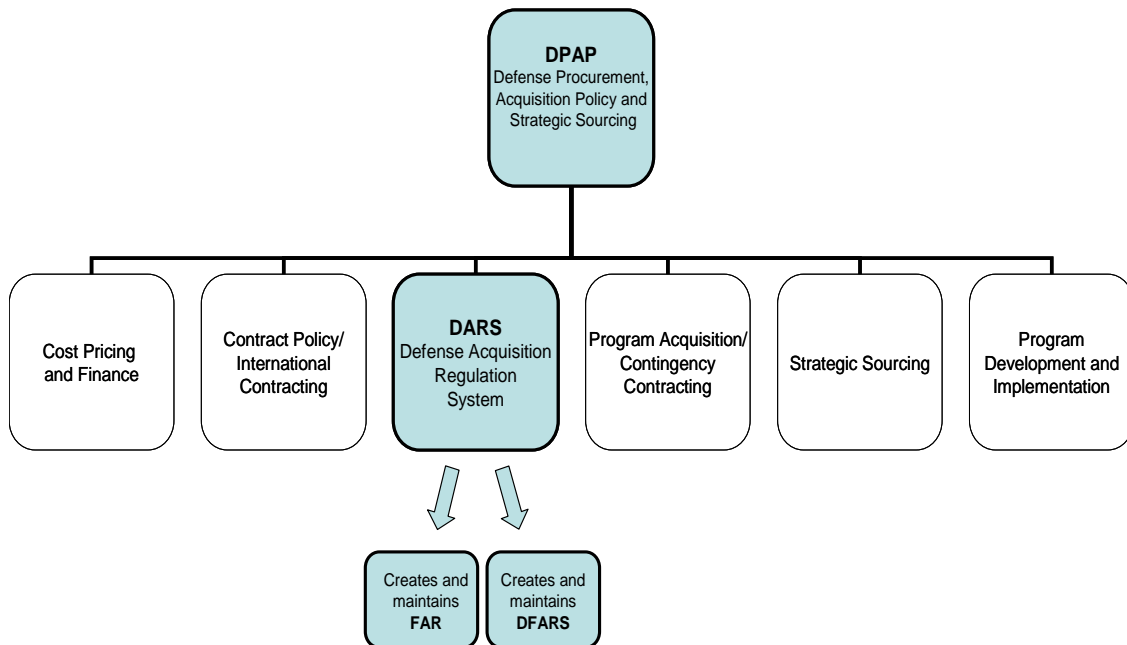 DPAP
Defense Procurement,
Acquisition Policy and
Strategic Sourcing
Cost Pricing
and Finance
Contract Policy/
International
Contracting
DARS
Defense Acquisition
Regulation
System
Program Acquisition/
Contingency
Contracting
Strategic Sourcing
Program
Development and
Implementation
Creates and
maintains
FAR
Creates and
maintains
DFARS